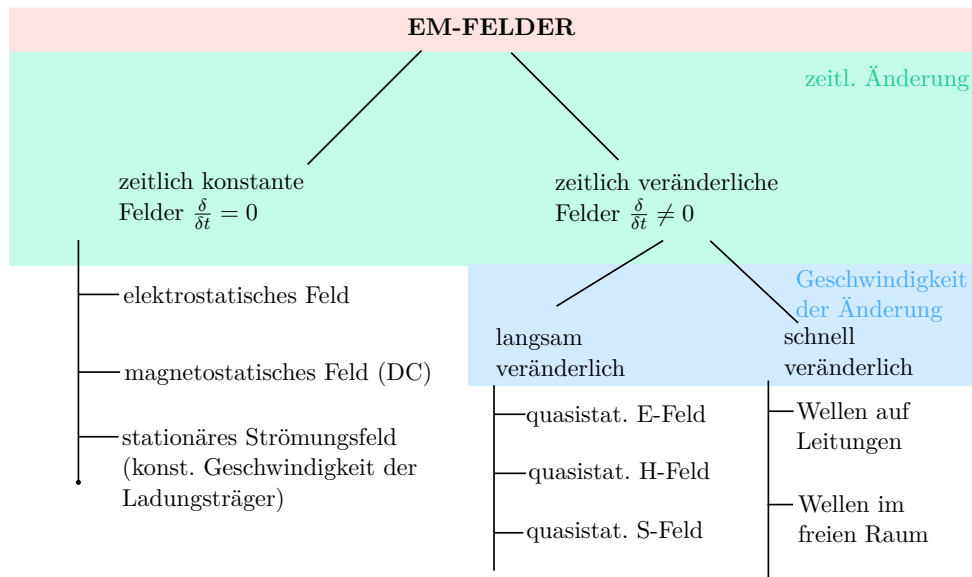 EM-FELDER
zeitl. Änderung
zeitlich konstante
Felder δ/δt = 0
zeitlich veränderliche
Felder δ/δt ≠ 0
elektrostatisches Feld
magnetostatisches Feld (DC)
stationäres Strömungsfeld
(konst. Geschwindigkeit der
Ladungsträger)
Geschwindigkeit
der Änderung
langsam
veränderlich
quasistat. E-Feld
quasistat. H-Feld
quasistat. S-Feld
schnell
veränderlich
Wellen auf
Leitungen
Wellen im
freien Raum